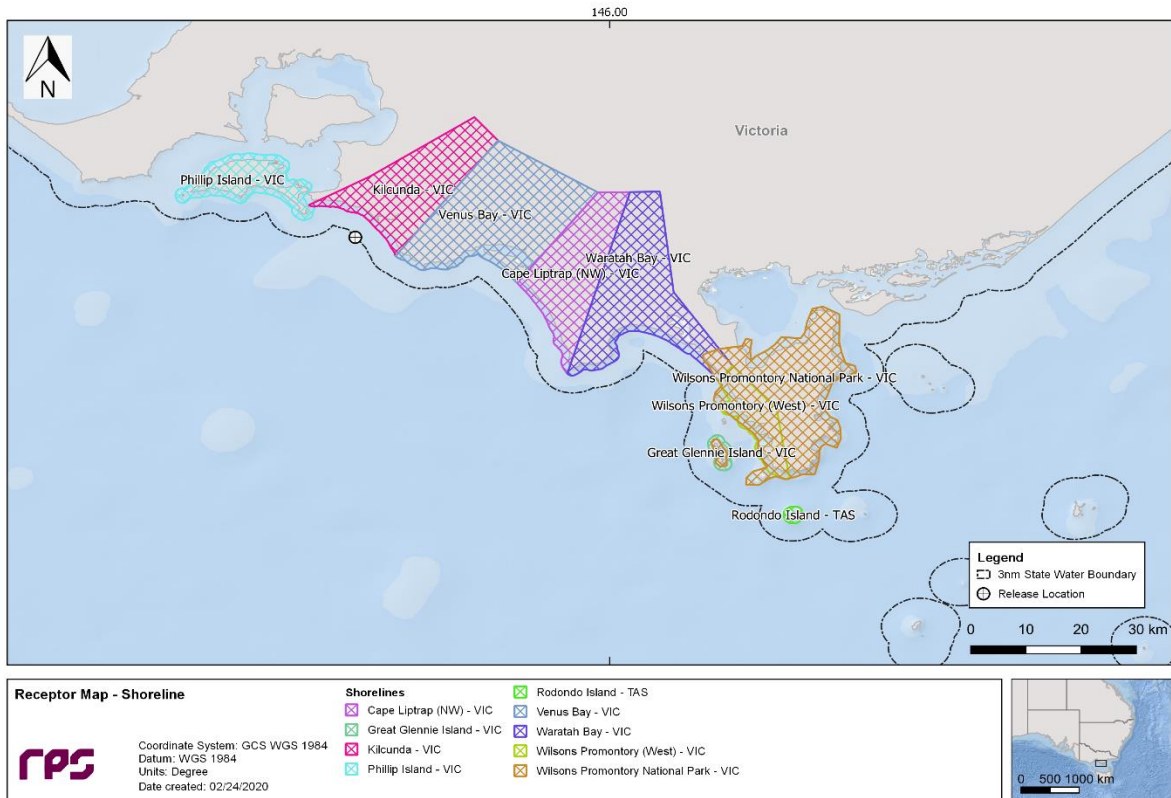 146.00
N
Victoria
Phillip Island - VIC
Kilcunda - VIC
Venus Bay - VIC
Waratah Bay - VIC
Cape Liptrap (NW) - VIC
Wilsons Promontory National Park - VIC
Wilsons Promontory (West) - VIC
Great Glennie Island - VIC
Rodondo Island - TAS
Legend
3nm State Water Boundary
Release Location
0 10 20 30 km
Receptor Map - Shoreline
rps
Coordinate System: GCS WGS 1984
Datum: WGS 1984
Units: Degree
Date created: 02/24/2020
Shorelines
Cape Liptrap (NW) - VIC
Great Glennie Island - VIC
Kilcunda - VIC
Phillip Island - VIC
Rodondo Island - TAS
Venus Bay - VIC
Waratah Bay - VIC
Wilsons Promontory (West) - VIC
Wilsons Promontory National Park - VIC
0 500 1000 km